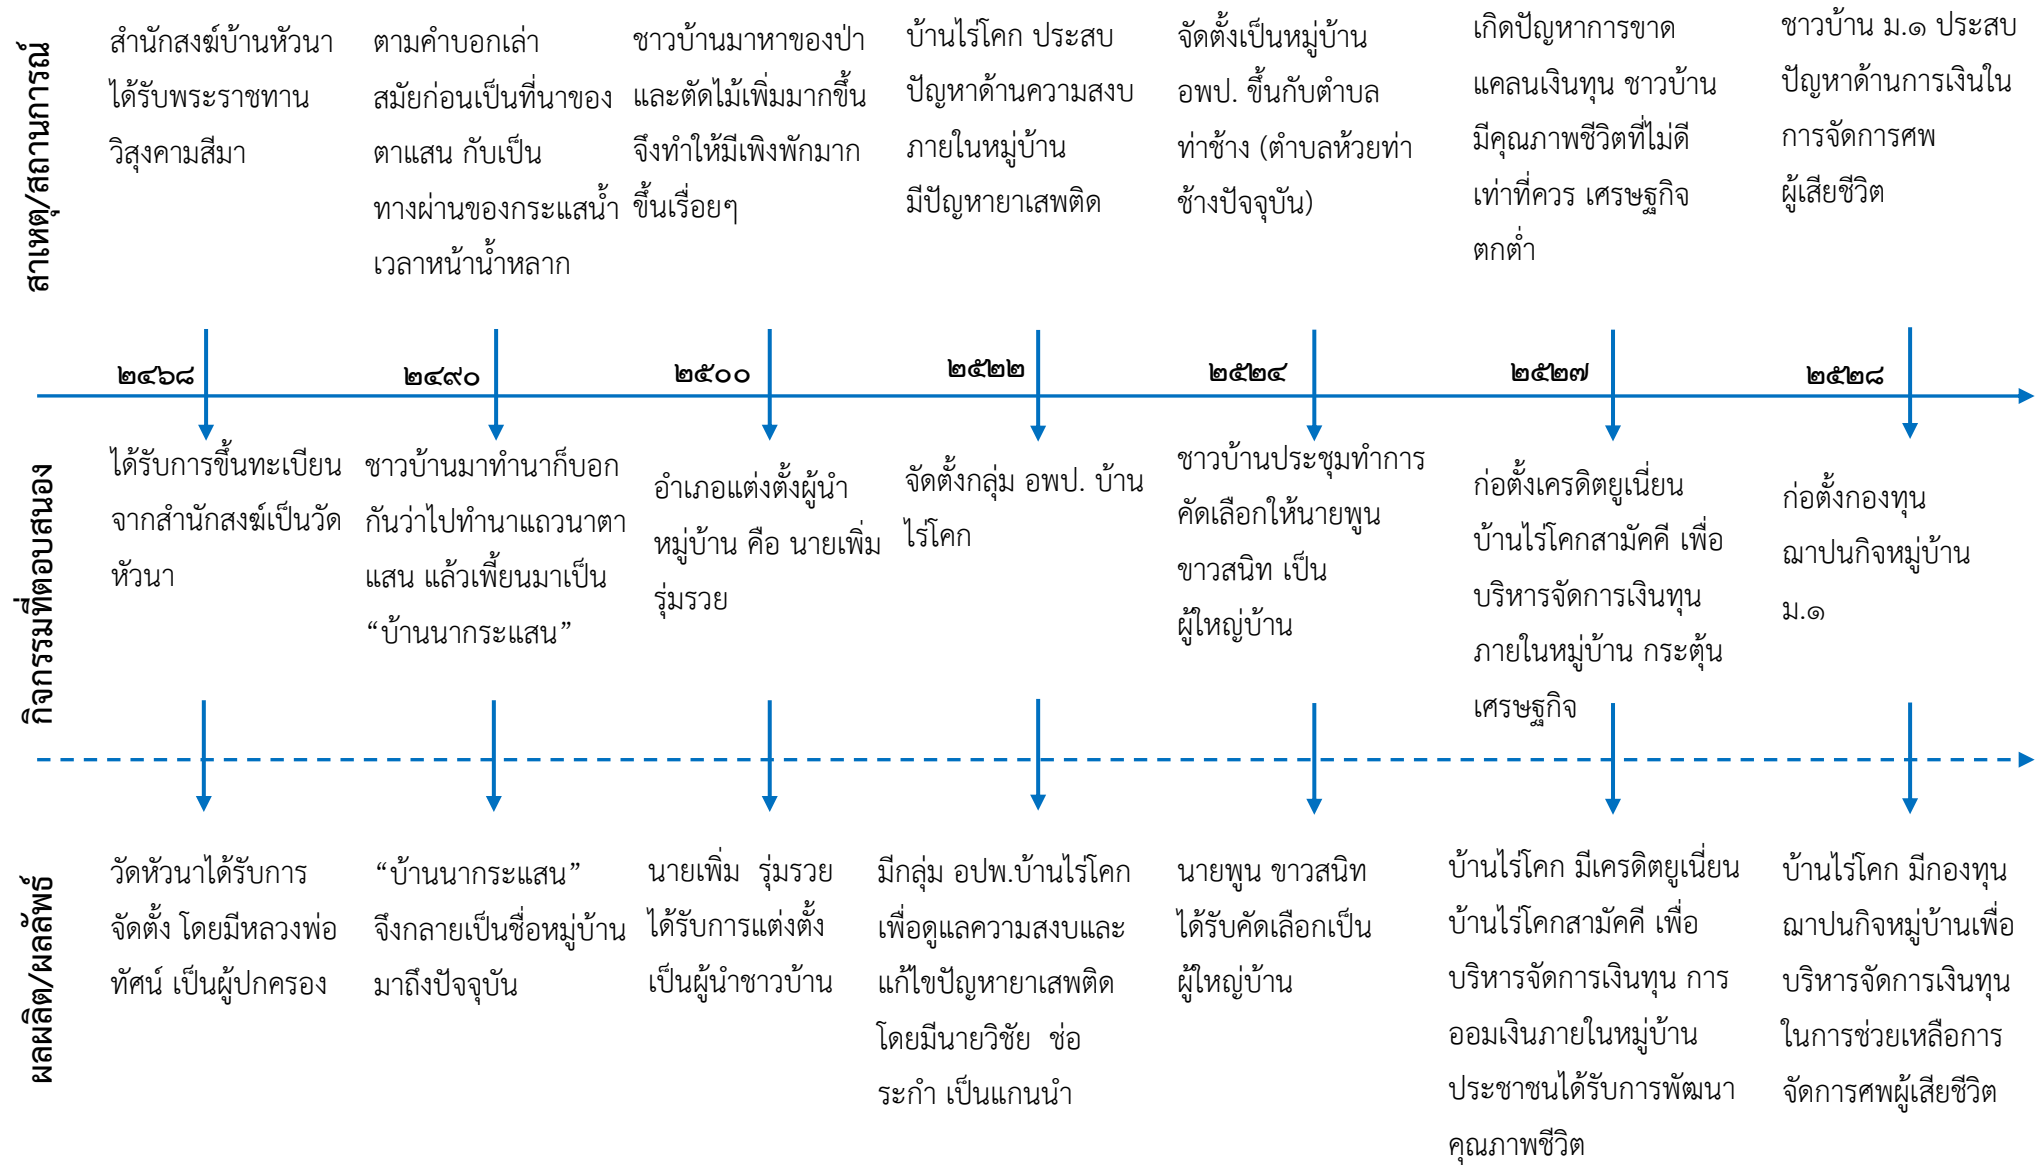 สาเหตุ/สถานการณ์
สำนักสงฆ์บ้านหัวนา
ได้รับพระราชทาน
วิสุงคามสีมา
ตามคำบอกเล่า
สมัยก่อนเป็นที่นาของ
ตาแสน กับเป็น
ทางผ่านของกระแสน้ำ
เวลาหน้าน้ำหลาก
ชาวบ้านมาหาของป่า
และตัดไม้เพิ่มมากขึ้น
จึงทำให้มีเพิงพักมาก
ขึ้นเรื่อยๆ
บ้านไร่โคก ประสบ
ปัญหาด้านความสงบ
ภายในหมู่บ้าน
มีปัญหายาเสพติด
จัดตั้งเป็นหมู่บ้าน
อพป. ขึ้นกับตำบล
ท่าช้าง (ตำบลห้วยท่า
ช้างปัจจุบัน)
เกิดปัญหาการขาด
แคลนเงินทุน ชาวบ้าน
มีคุณภาพชีวิตที่ไม่ดี
เท่าที่ควร เศรษฐกิจ
ตกต่ำ
ชาวบ้าน ม.๑ ประสบ
ปัญหาด้านการเงินใน
การจัดการศพ
ผู้เสียชีวิต
๒๔๖๘
๒๔๙๐
๒๕๐๐
๒๕๒๒
๒๕๒๔
๒๕๒๗
๒๕๒๘
กิจกรรมที่ตอบสนอง
ได้รับการขึ้นทะเบียน
จากสำนักสงฆ์เป็นวัด
หัวนา
ชาวบ้านมาทำนาก็บอก
กันว่าไปทำนาแถวนาตา
แสน แล้วเพี้ยนมาเป็น
“บ้านนากระแสน”
อำเภอแต่งตั้งผู้นำ
หมู่บ้าน คือ นายเพิ่ม
รุ่มรวย
จัดตั้งกลุ่ม อพป. บ้าน
ไร่โคก
ชาวบ้านประชุมทำการ
คัดเลือกให้นายพูน
ขาวสนิท เป็น
ผู้ใหญ่บ้าน
ก่อตั้งเครดิตยูเนี่ยน
บ้านไร่โคกสามัคคี เพื่อ
บริหารจัดการเงินทุน
ภายในหมู่บ้าน กระตุ้น
เศรษฐกิจ
ก่อตั้งกองทุน
ฌาปนกิจหมู่บ้าน
ม.๑
ผลผลิต/ผลลัพธ์
วัดหัวนาได้รับการ
จัดตั้ง โดยมีหลวงพ่อ
ทัศน์ เป็นผู้ปกครอง
“บ้านนากระแสน”
จึงกลายเป็นชื่อหมู่บ้าน
มาถึงปัจจุบัน
นายเพิ่ม รุ่มรวย
ได้รับการแต่งตั้ง
เป็นผู้นำชาวบ้าน
มีกลุ่ม อปพ.บ้านไร่โคก
เพื่อดูแลความสงบและ
แก้ไขปัญหายาเสพติด
โดยมีนายวิชัย ช่อ
ระกำ เป็นแกนนำ
นายพูน ขาวสนิท
ได้รับคัดเลือกเป็น
ผู้ใหญ่บ้าน
บ้านไร่โคก มีเครดิตยูเนี่ยน
บ้านไร่โคกสามัคคี เพื่อ
บริหารจัดการเงินทุน การ
ออมเงินภายในหมู่บ้าน
ประชาชนได้รับการพัฒนา
คุณภาพชีวิต
บ้านไร่โคก มีกองทุน
ฌาปนกิจหมู่บ้านเพื่อ
บริหารจัดการเงินทุน
ในการช่วยเหลือการ
จัดการศพผู้เสียชีวิต